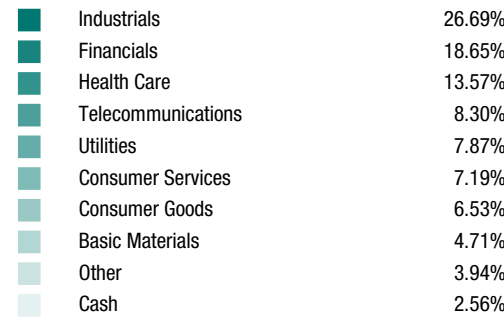 Industrials 26.69%
Financials 18.65%
Health Care 13.57%
Telecommunications 8.30%
Utilities 7.87%
Consumer Services 7.19%
Consumer Goods 6.53%
Basic Materials 4.71%
Other 3.94%
Cash 2.56%